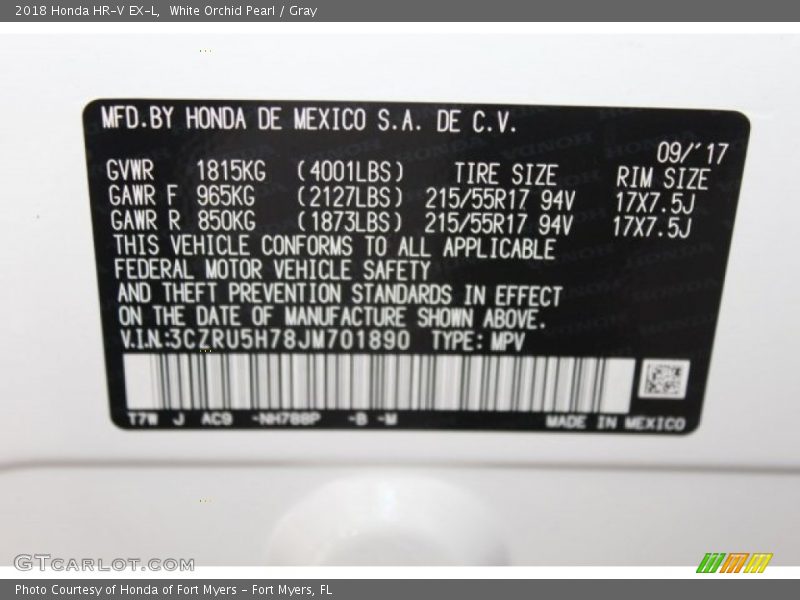 2018 Honda HR-V EX-L, White Orchid Pearl / Gray
MFD.BY HONDA DE MEXICO S.A. DE C.V.
09/'17
GVWR 1815KG (4001LBS) TIRE SIZE RIM SIZE
GAWR F 965KG (2127LBS) 215/55R17 94V 17X7.5J
GAWR R 850KG (1873LBS) 215/55R17 94V 17X7.5J
THIS VEHICLE CONFORMS TO ALL APPLICABLE
FEDERAL MOTOR VEHICLE SAFETY
AND THEFT PREVENTION STANDARDS IN EFFECT
ON THE DATE OF MANUFACTURE SHOWN ABOVE.
V.I.N.:3CZRU5H78JM701890 TYPE: MPV
T7W J AC9 -NH788P -B -M MADE IN MEXICO
GTCARLOT.COM
Photo Courtesy of Honda of Fort Myers - Fort Myers, FL